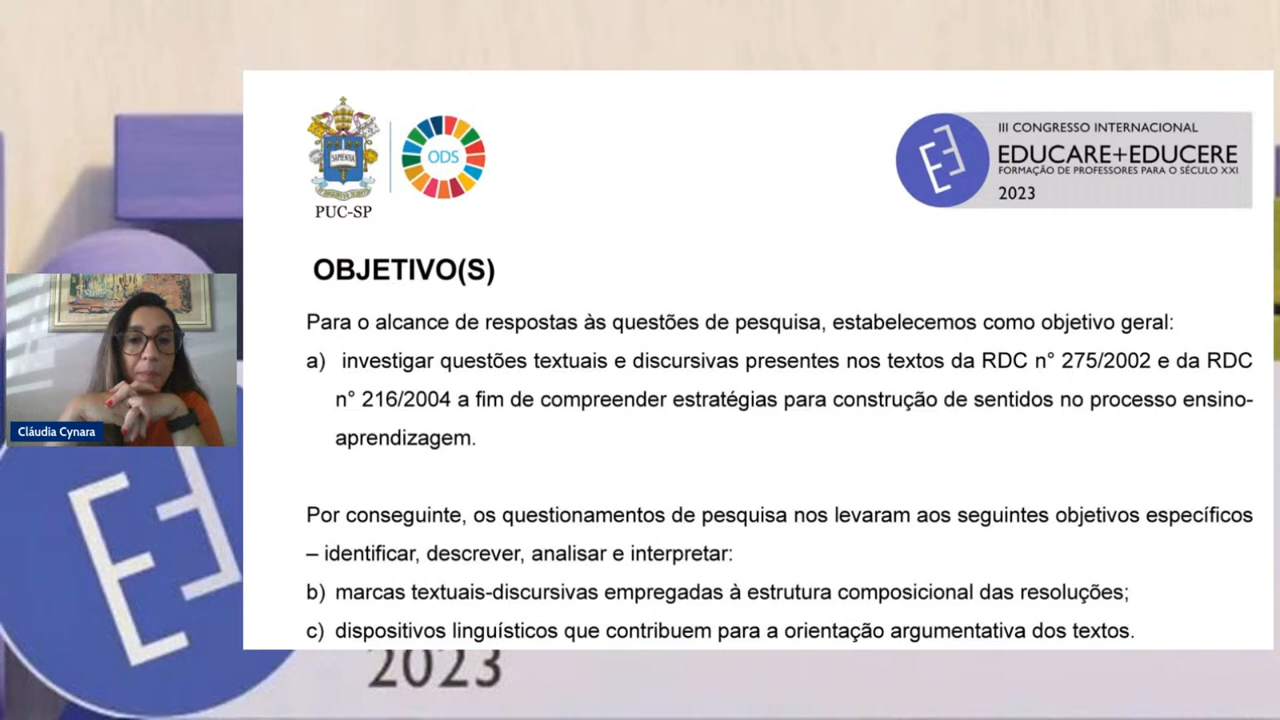 SAPIENTIA
PUC-SP
ODS
III CONGRESSO INTERNACIONAL
EDUCARE+EDUCERE
FORMAÇÃO DE PROFESSORES PARA O SÉCULO XXI
2023
OBJETIVO(S)
Para o alcance de respostas às questões de pesquisa, estabelecemos como objetivo geral:
a) investigar questões textuais e discursivas presentes nos textos da RDC n° 275/2002 e da RDC
n° 216/2004 a fim de compreender estratégias para construção de sentidos no processo ensino-
aprendizagem.
Por conseguinte, os questionamentos de pesquisa nos levaram aos seguintes objetivos específicos
– identificar, descrever, analisar e interpretar:
b) marcas textuais-discursivas empregadas à estrutura composicional das resoluções;
c) dispositivos linguísticos que contribuem para a orientação argumentativa dos textos.
Cláudia Cynara
2023